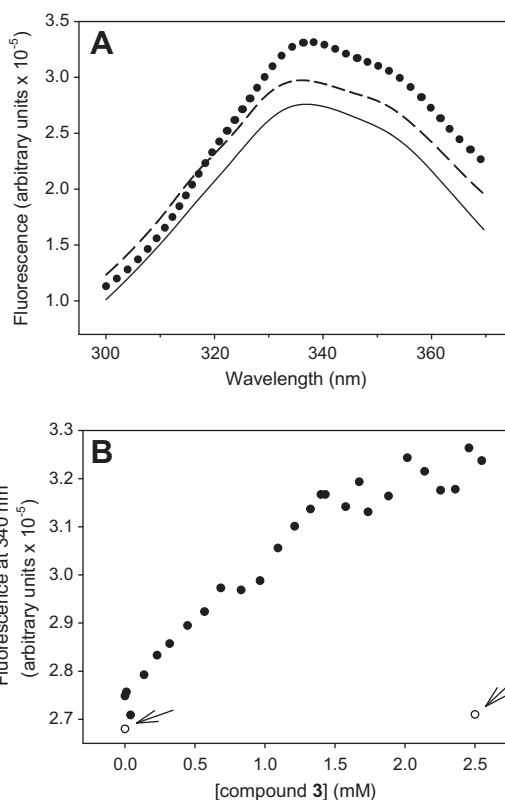 A
3.5
3.0
2.5
2.0
1.5
1.0
Fluorescence (arbitrary units x 10⁻⁵)
300 320 340 360
Wavelength (nm)
B
3.3
3.2
3.1
3.0
2.9
2.8
2.7
Fluorescence at 340 nm
(arbitrary units x 10⁻⁵)
0.0 0.5 1.0 1.5 2.0 2.5
[compound 3] (mM)